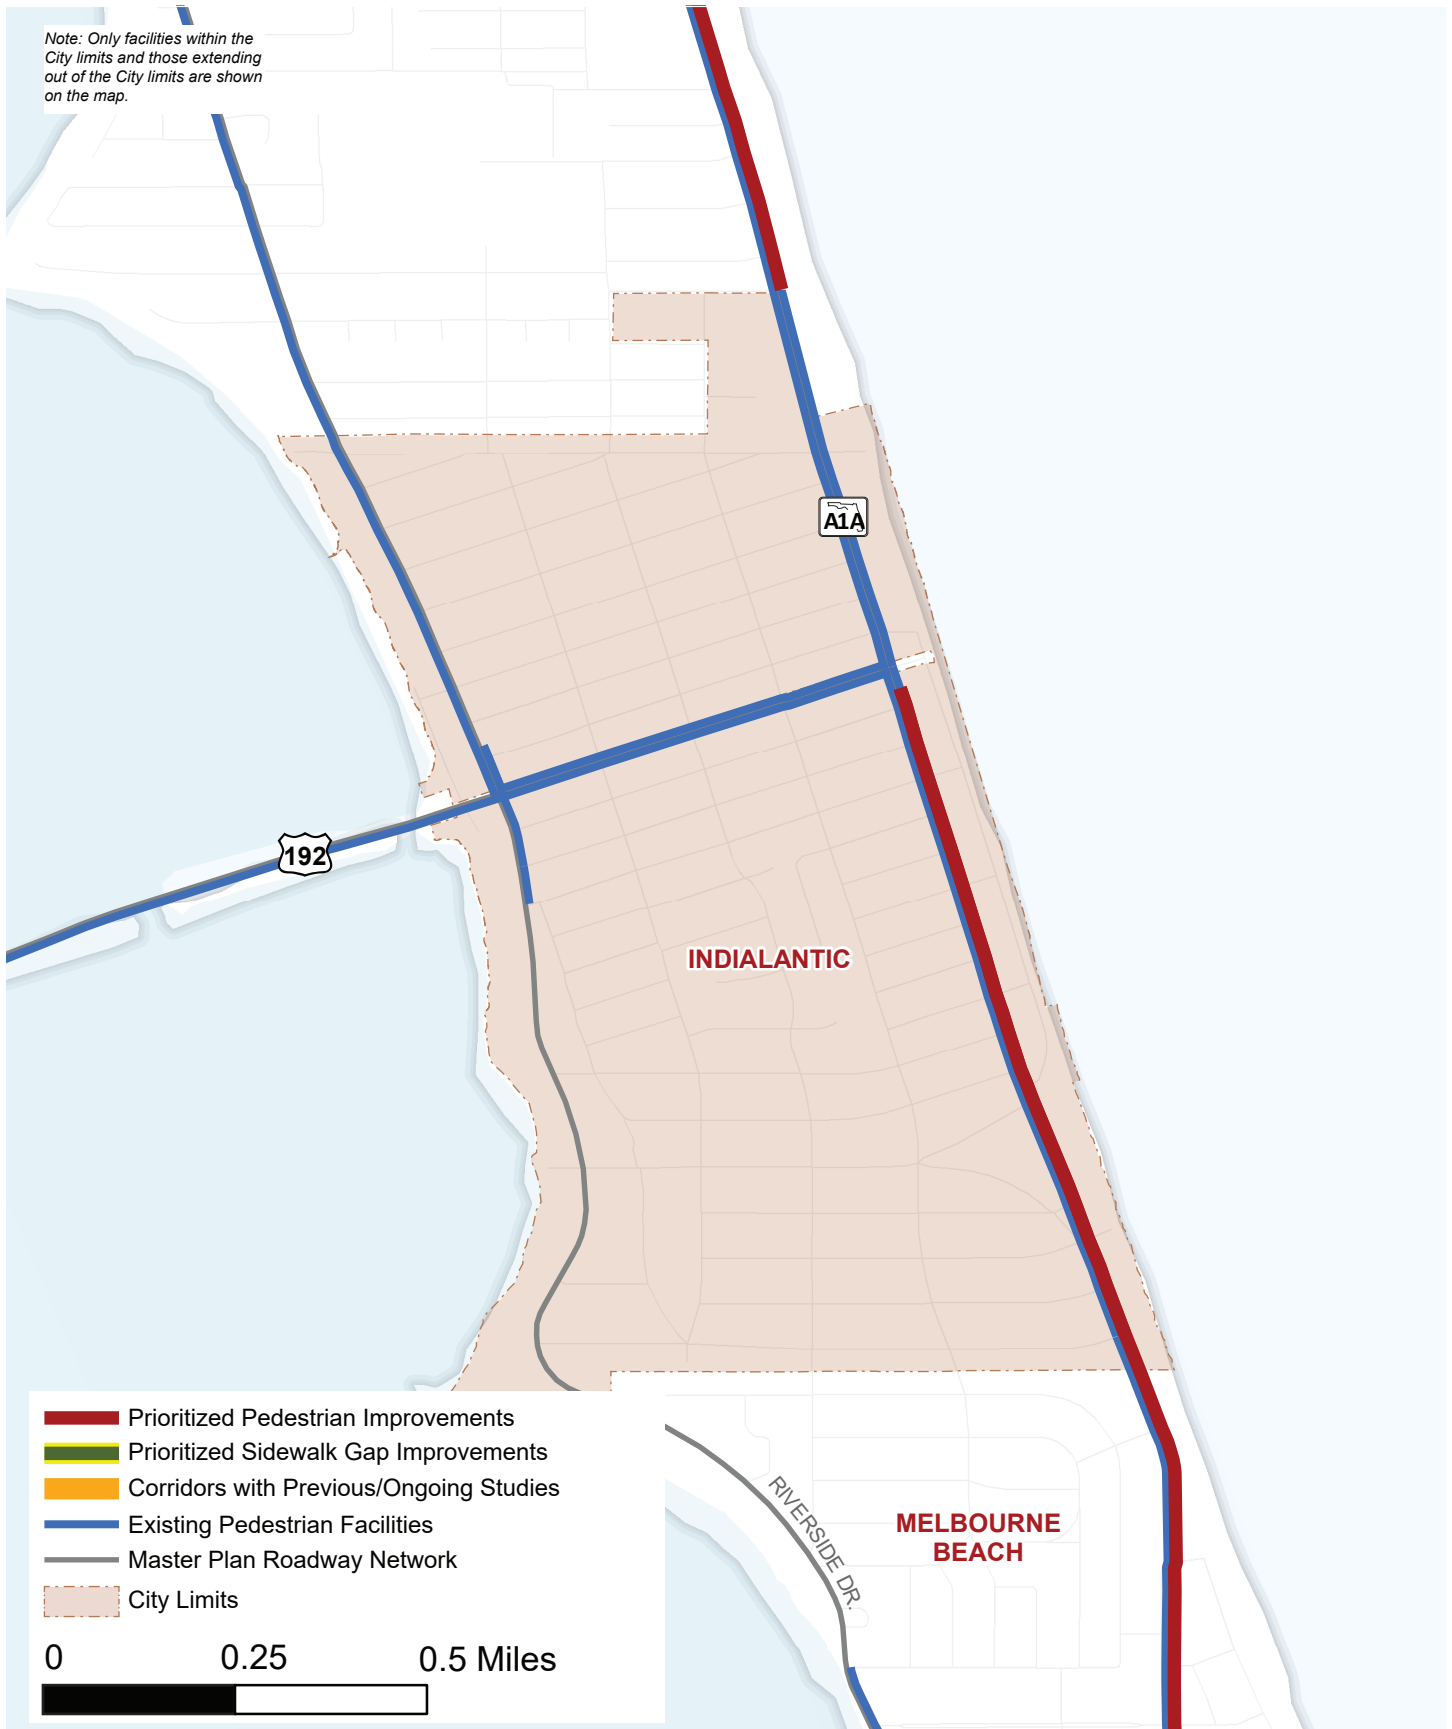 Note: Only facilities within the
City limits and those extending
out of the City limits are shown
on the map.
A1A
192
INDIALANTIC
MELBOURNE
BEACH
RIVERSIDE DR.
Prioritized Pedestrian Improvements
Prioritized Sidewalk Gap Improvements
Corridors with Previous/Ongoing Studies
Existing Pedestrian Facilities
Master Plan Roadway Network
City Limits
0 0.25 0.5 Miles